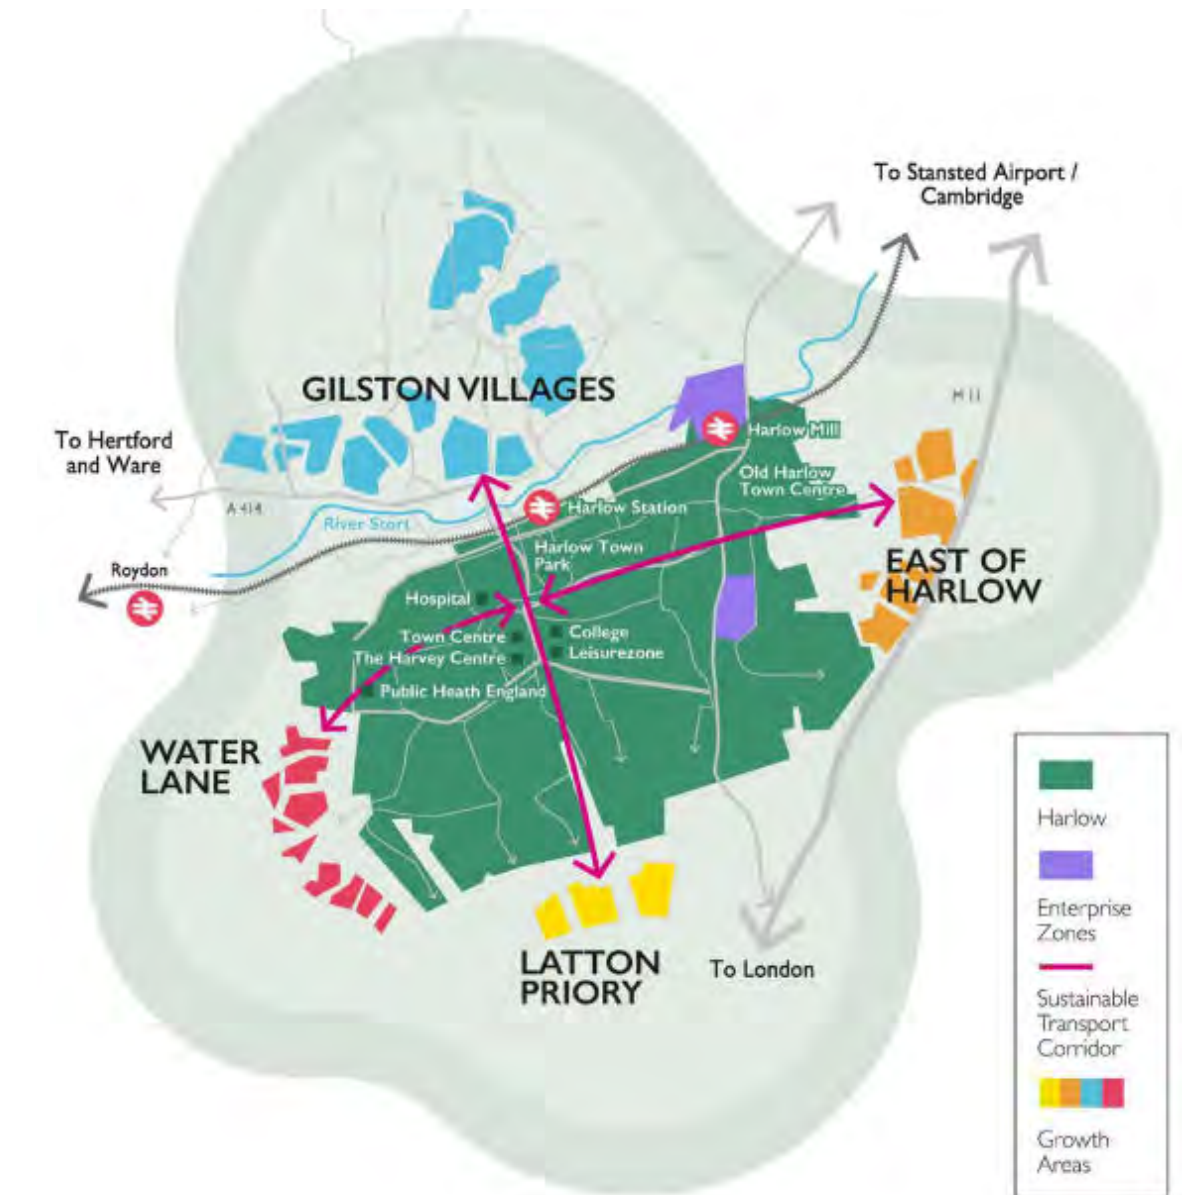 To Stansted Airport /
Cambridge
GILSTON VILLAGES
M11
To Hertford
and Ware
Harlow Mill
Old Harlow
Town Centre
A414
River Stort
Harlow Station
Harlow Town
Park
Roydon
EAST OF
HARLOW
Hospital
Town Centre
College
The Harvey Centre
Leisurezone
Public Heath England
WATER
LANE
LATTON
PRIORY
To London
Harlow
Enterprise
Zones
Sustainable
Transport
Corridor
Growth
Areas